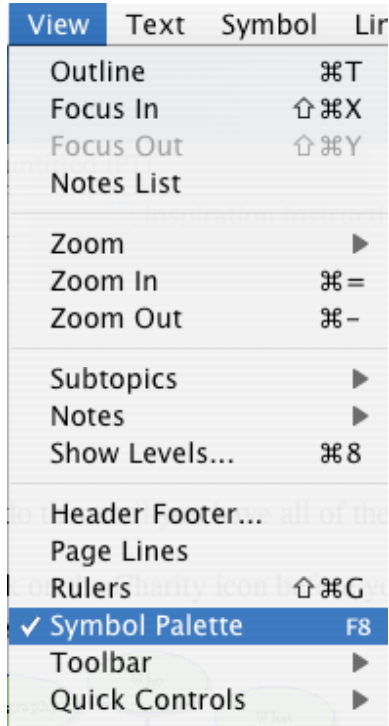 View Text Symbol Lin
Outline ⌘T
Focus In ⇧⌘X
Focus Out ⇧⌘Y
Notes List
Zoom ▶
Zoom In ⌘=
Zoom Out ⌘–
Subtopics ▶
Notes ▶
Show Levels... ⌘8
Header Footer...
Page Lines
Rulers ⇧⌘G
✓ Symbol Palette F8
Toolbar ▶
Quick Controls ▶